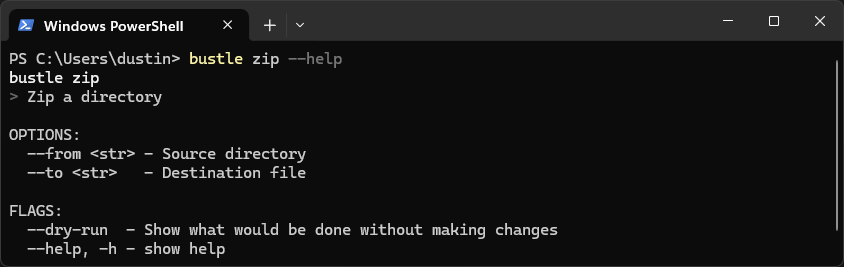 Windows PowerShell
PS C:\Users\dustin> bustle zip --help
bustle zip
> Zip a directory
OPTIONS:
--from <str> - Source directory
--to <str>   - Destination file
FLAGS:
--dry-run  - Show what would be done without making changes
--help, -h - show help